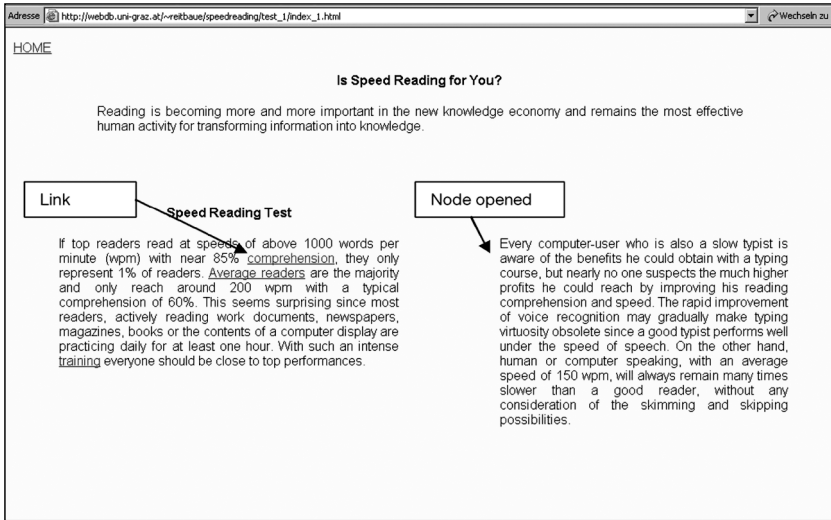 Adresse http://webdb.uni-graz.at/~reitbaue/speedreading/test_1/index_1.html Wechseln zu
HOME
Is Speed Reading for You?
Reading is becoming more and more important in the new knowledge economy and remains the most effective
human activity for transforming information into knowledge.
Link
Speed Reading Test
If top readers read at speeds of above 1000 words per
minute (wpm) with near 85% comprehension, they only
represent 1% of readers. Average readers are the majority
and only reach around 200 wpm with a typical
comprehension of 60%. This seems surprising since most
readers, actively reading work documents, newspapers,
magazines, books or the contents of a computer display are
practicing daily for at least one hour. With such an intense
training everyone should be close to top performances.
Node opened
Every computer-user who is also a slow typist is
aware of the benefits he could obtain with a typing
course, but nearly no one suspects the much higher
profits he could reach by improving his reading
comprehension and speed. The rapid improvement
of voice recognition may gradually make typing
virtuosity obsolete since a good typist performs well
under the speed of speech. On the other hand,
human or computer speaking, with an average
speed of 150 wpm, will always remain many times
slower than a good reader, without any
consideration of the skimming and skipping
possibilities.